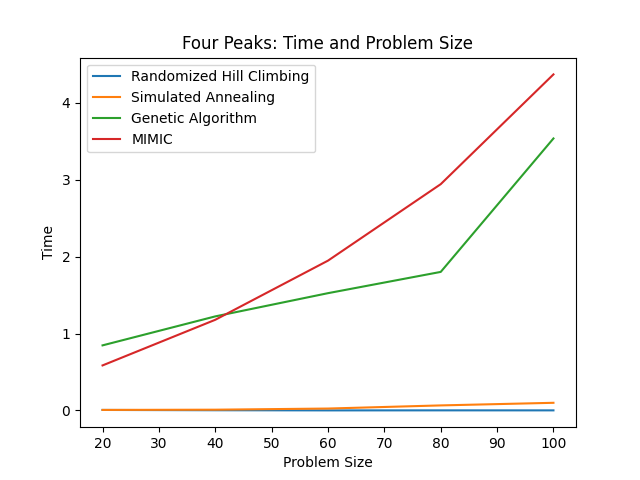 Four Peaks: Time and Problem Size
Randomized Hill Climbing
Simulated Annealing
Genetic Algorithm
MIMIC
Time
4
3
2
1
0
20 30 40 50 60 70 80 90 100
Problem Size